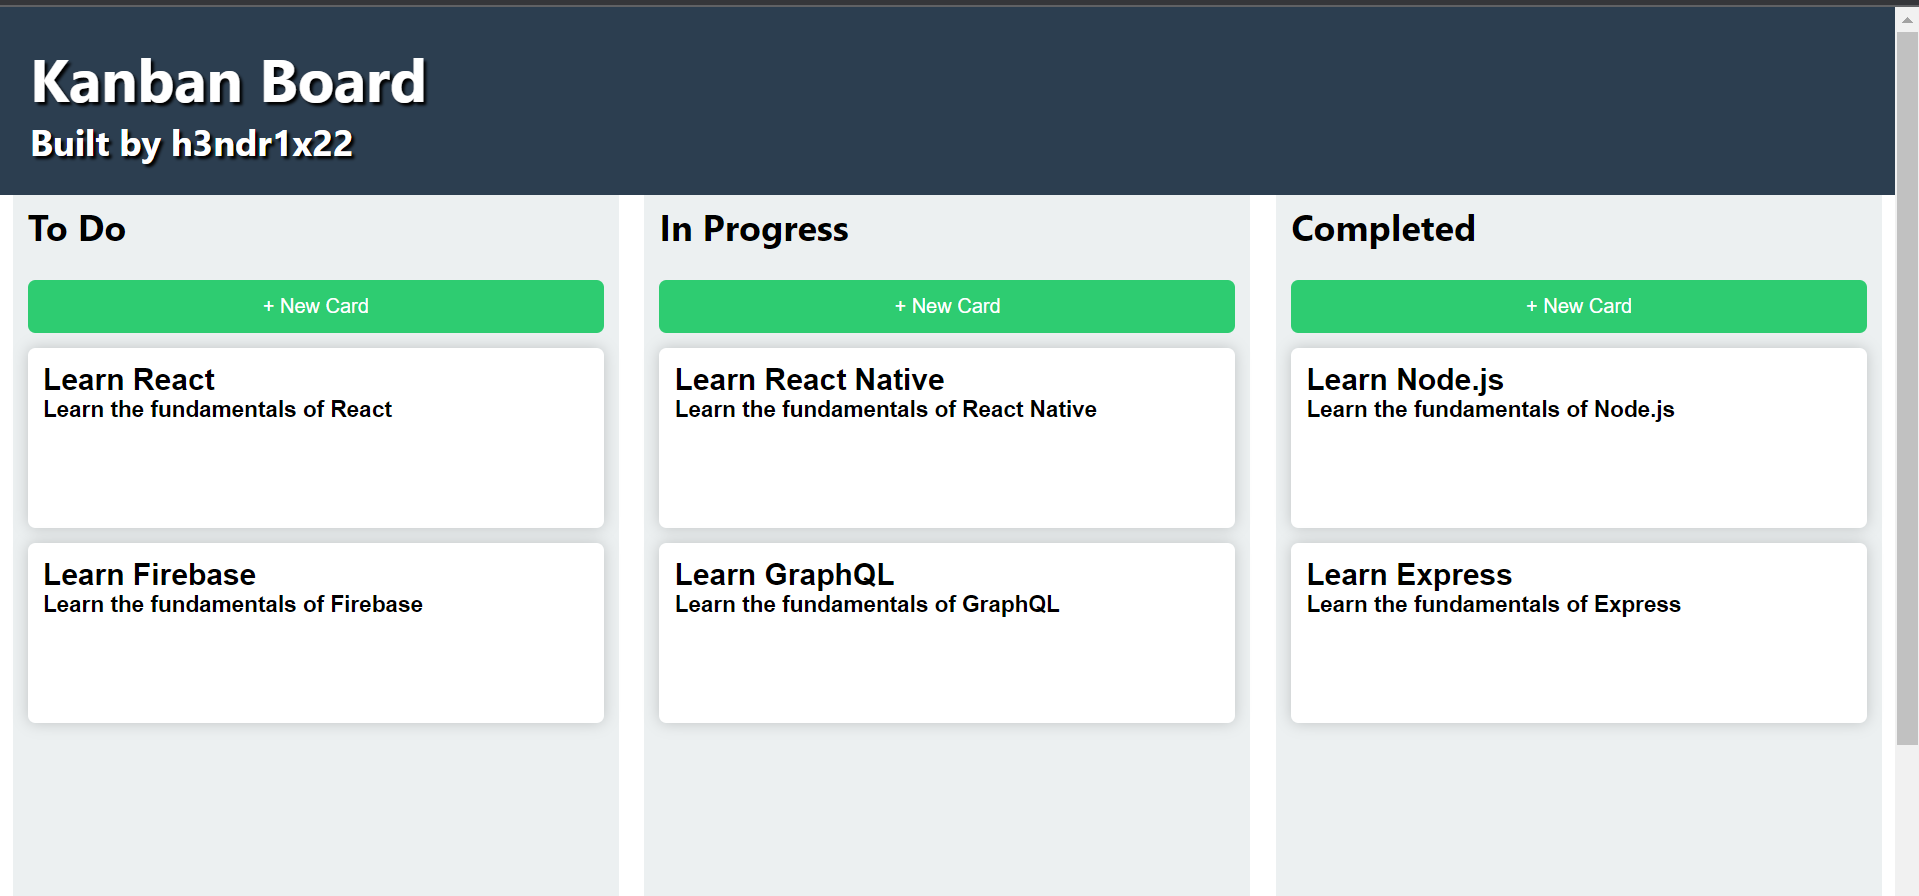 Kanban Board
Built by h3ndr1x22
To Do
+ New Card
Learn React
Learn the fundamentals of React
Learn Firebase
Learn the fundamentals of Firebase
In Progress
+ New Card
Learn React Native
Learn the fundamentals of React Native
Learn GraphQL
Learn the fundamentals of GraphQL
Completed
+ New Card
Learn Node.js
Learn the fundamentals of Node.js
Learn Express
Learn the fundamentals of Express